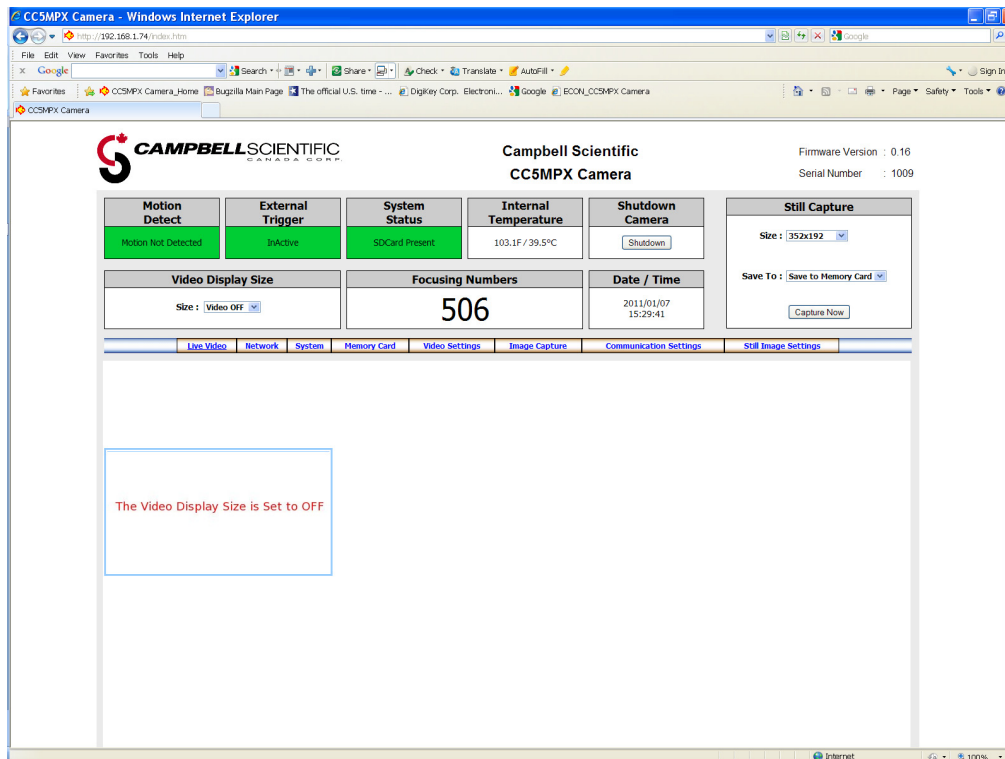 CC5MPX Camera - Windows Internet Explorer
http://192.168.1.74/index.htm
Google
File Edit View Favorites Tools Help
x Google Search Share Check Translate AutoFill Sign In
Favorites CC5MPX Camera_Home Bugzilla Main Page The official U.S. time - ... DigiKey Corp. Electroni... Google ECON_CC5MPX Camera
CC5MPX Camera
Page Safety Tools
CAMPBELLSCIENTIFIC
CANADA CORP.
Campbell Scientific
CC5MPX Camera
Firmware Version : 0.16
Serial Number : 1009
Motion Detect
External Trigger
System Status
Internal Temperature
Shutdown Camera
Still Capture
Motion Not Detected
InActive
SDCard Present
103.1F / 39.5ºC
Shutdown
Size : 352x192
Save To : Save to Memory Card
Capture Now
Video Display Size
Focusing Numbers
Date / Time
Size : Video OFF
506
2011/01/07
15:29:41
Live Video Network System Memory Card Video Settings Image Capture Communication Settings Still Image Settings
The Video Display Size is Set to OFF
Internet 100%